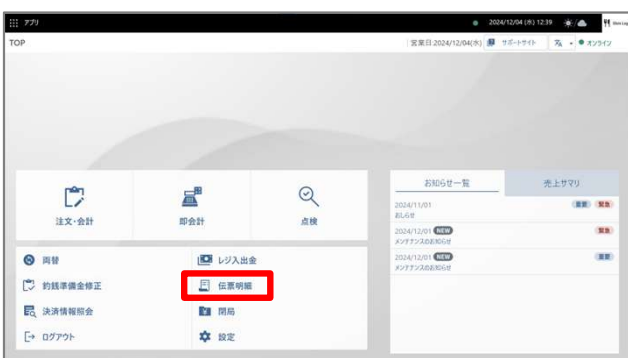 アプリ
2024/12/04 (水) 12:39
TOP
営業日:2024/12/04(水)
サポートサイト
オンライン
注文・会計
即会計
点検
両替
レジ入出金
釣銭準備金修正
伝票明細
決済情報照会
閉局
ログアウト
設定
お知らせ一覧
売上サマリ
2024/11/01
重要
緊急
おしらせ
2024/12/01 NEW
緊急
メンテナンスのお知らせ
2024/12/01 NEW
重要
メンテナンスのお知らせ